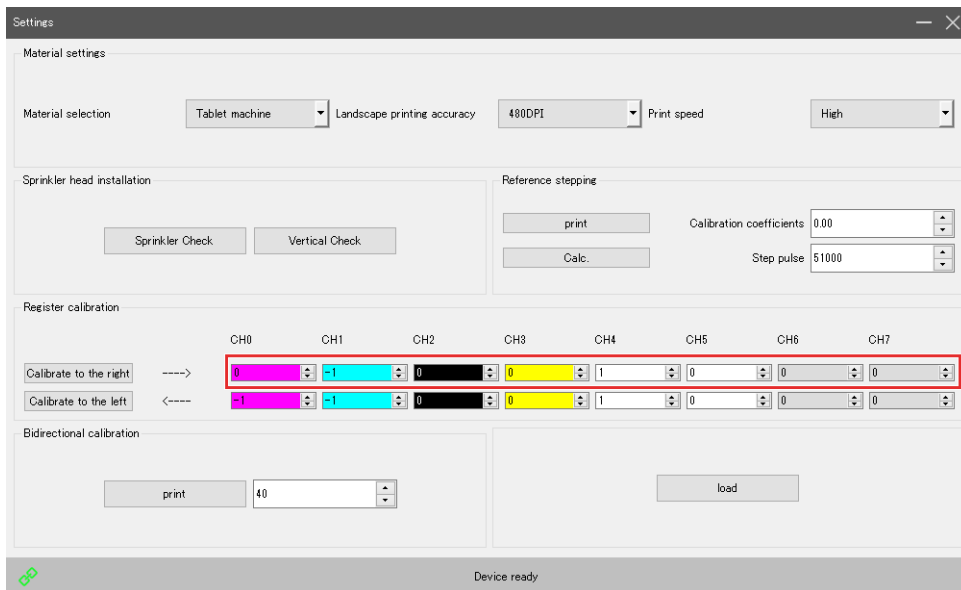 Settings
Material settings
Material selection Tablet machine Landscape printing accuracy 480DPI Print speed High
Sprinkler head installation Reference stepping
Sprinkler Check Vertical Check
print Calibration coefficients 0.00
Calc. Step pulse 51000
Register calibration
CH0 CH1 CH2 CH3 CH4 CH5 CH6 CH7
Calibrate to the right ----> 0 -1 0 0 1 0 0 0
Calibrate to the left <---- -1 -1 0 0 1 0 0 0
Bidirectional calibration
print 40 load
Device ready